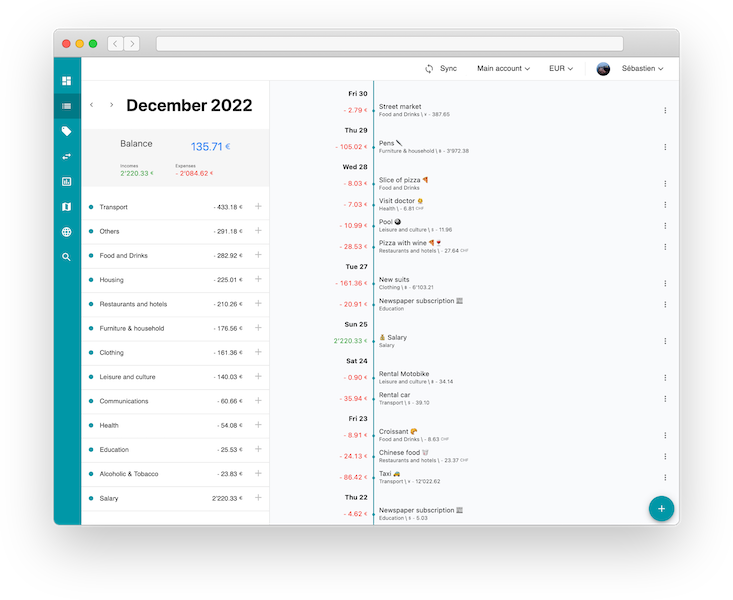 Sync Main account EUR Sébastien
December 2022
Balance 135.71 €
Incomes Expenses
2'220.33 € - 2'084.62 €
Transport - 433.18 €
Others - 291.18 €
Food and Drinks - 282.92 €
Housing - 225.01 €
Restaurants and hotels - 210.26 €
Furniture & household - 176.56 €
Clothing - 161.36 €
Leisure and culture - 140.03 €
Communications - 60.66 €
Health - 54.08 €
Education - 25.53 €
Alcoholic & Tobacco - 23.83 €
Salary 2'220.33 €
Fri 30
- 2.79 € Street market
Food and Drinks \ - 387.65
Thu 29
- 105.02 € Pens
Furniture & household \ - 3'972.38
Wed 28
- 8.03 € Slice of pizza 🍕
Food and Drinks
- 7.03 € Visit doctor
Health \ - 6.81 CHF
- 10.99 € Pool 🎱
Leisure and culture \ - 11.96
- 28.53 € Pizza with wine 🍕🍷
Restaurants and hotels \ - 27.64 CHF
Tue 27
- 161.36 € New suits
Clothing \ - 6'103.21
- 20.91 € Newspaper subscription 📰
Education
Sun 25
2'220.33 € 💰 Salary
Salary
Sat 24
- 0.90 € Rental Motobike
Leisure and culture \ - 34.14
- 35.94 € Rental car
Transport \ - 39.10
Fri 23
- 8.91 € Croissant 🥐
Food and Drinks \ - 8.63 CHF
- 24.13 € Chinese food 🥡
Restaurants and hotels \ - 23.37 CHF
- 86.42 € Taxi 🚕
Transport \ - 12'022.62
Thu 22
- 4.62 € Newspaper subscription 📰
Education \ - 5.03